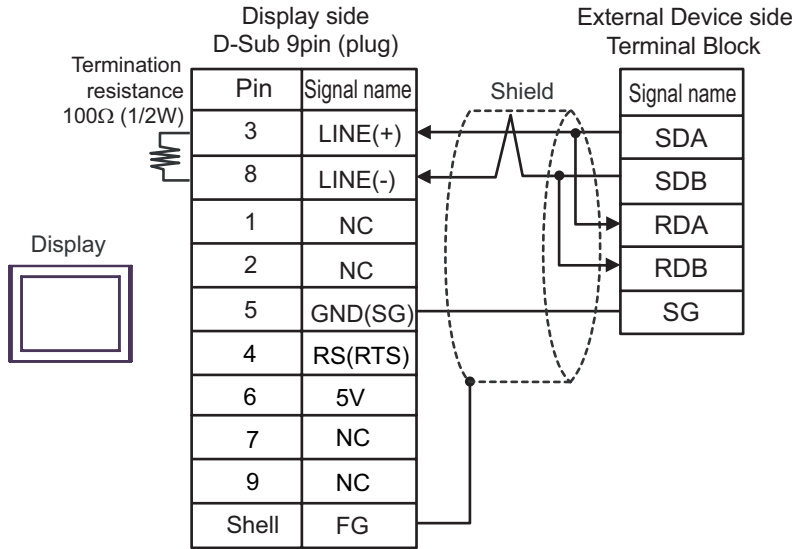 Display side
D-Sub 9pin (plug)
External Device side
Terminal Block
Termination
resistance
100Ω (1/2W)
Pin Signal name
Shield
Signal name
3 LINE(+)
SDA
8 LINE(-)
SDB
1 NC
RDA
2 NC
RDB
Display
5 GND(SG)
SG
4 RS(RTS)
6 5V
7 NC
9 NC
Shell FG